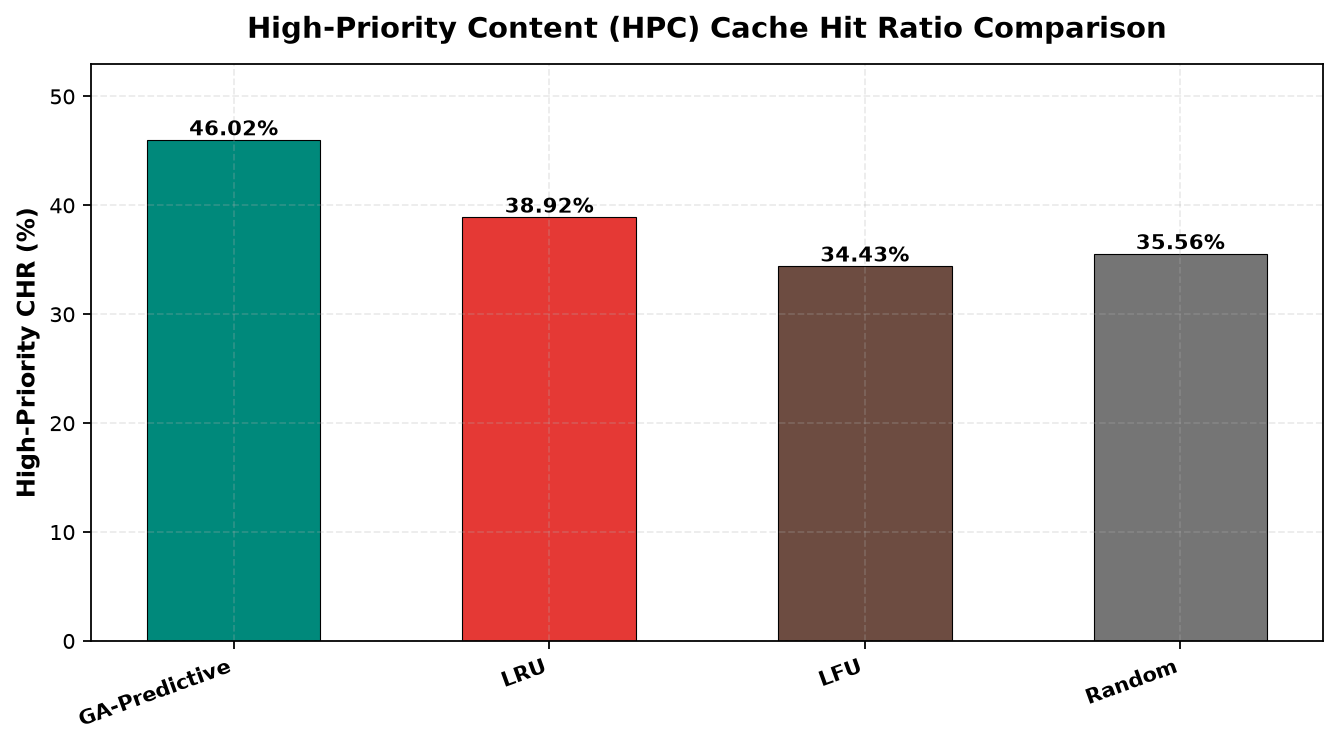 High-Priority Content (HPC) Cache Hit Ratio Comparison
High-Priority CHR (%)
50
40
30
20
10
0
46.02%
38.92%
34.43%
35.56%
GA-Predictive
LRU
LFU
Random